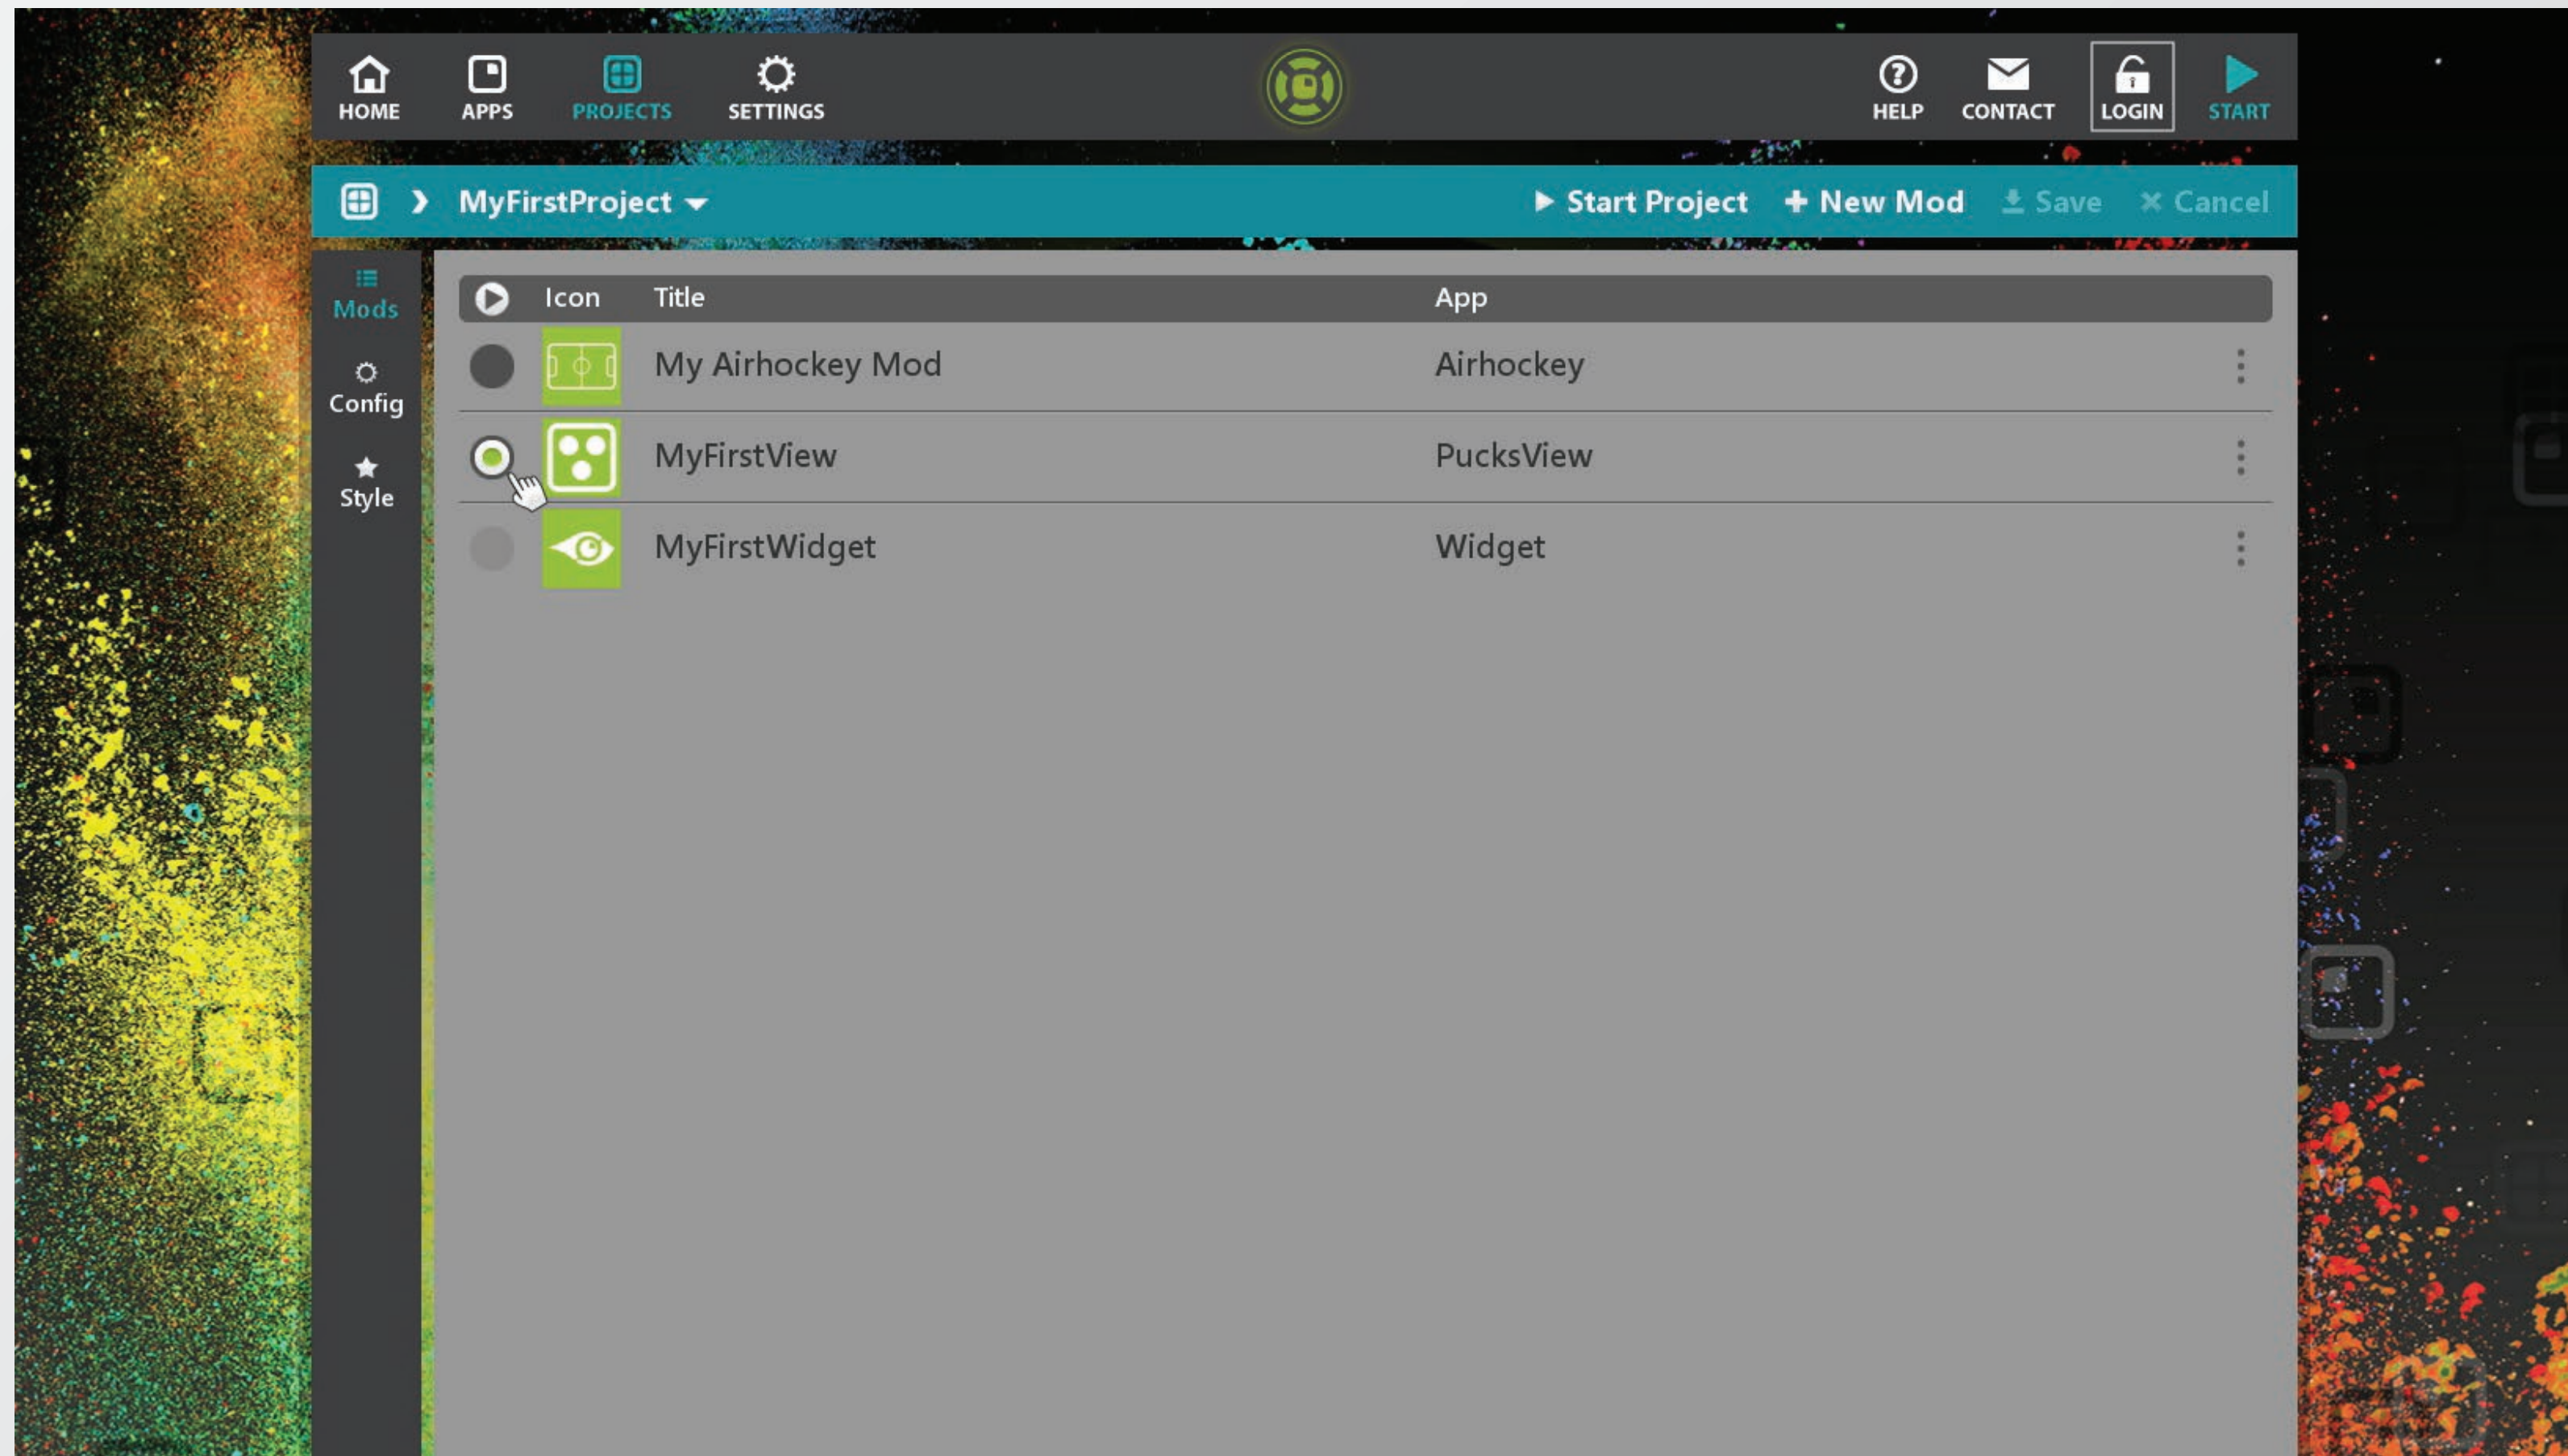 HOME APPS PROJECTS SETTINGS HELP CONTACT LOGIN START
MyFirstProject Start Project New Mod Save Cancel
Mods
Config
Style
Icon Title App
My Airhockey Mod Airhockey
MyFirstView PucksView
MyFirstWidget Widget